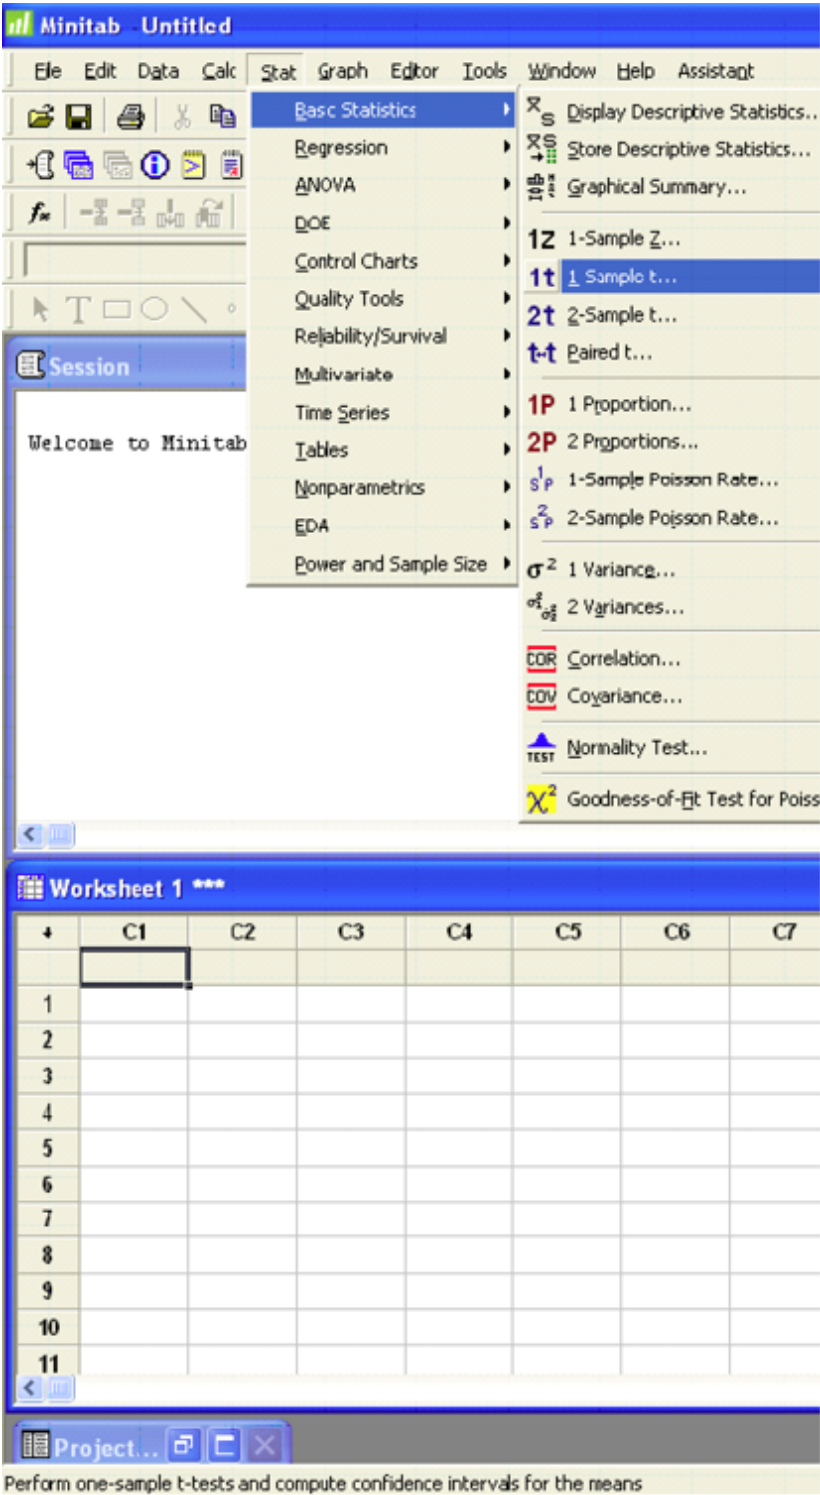 Minitab - Untitled
File Edit Data Calc Stat Graph Editor Tools Window Help Assistant
Basic Statistics
Regression
ANOVA
DOE
Control Charts
Quality Tools
Reliability/Survival
Multivariate
Time Series
Tables
Nonparametrics
EDA
Power and Sample Size
Display Descriptive Statistics...
Store Descriptive Statistics...
Graphical Summary...
1Z 1-Sample Z...
1t 1-Sample t...
2t 2-Sample t...
t-t Paired t...
1P 1 Proportion...
2P 2 Proportions...
1-Sample Poisson Rate...
2-Sample Poisson Rate...
σ² 1 Variance...
2 Variances...
COR Correlation...
COV Covariance...
TEST Normality Test...
χ² Goodness-of-Fit Test for Poiss
Session
Welcome to Minitab
Worksheet 1 ***
C1 C2 C3 C4 C5 C6 C7
1
2
3
4
5
6
7
8
9
10
11
Project...
Perform one-sample t-tests and compute confidence intervals for the means